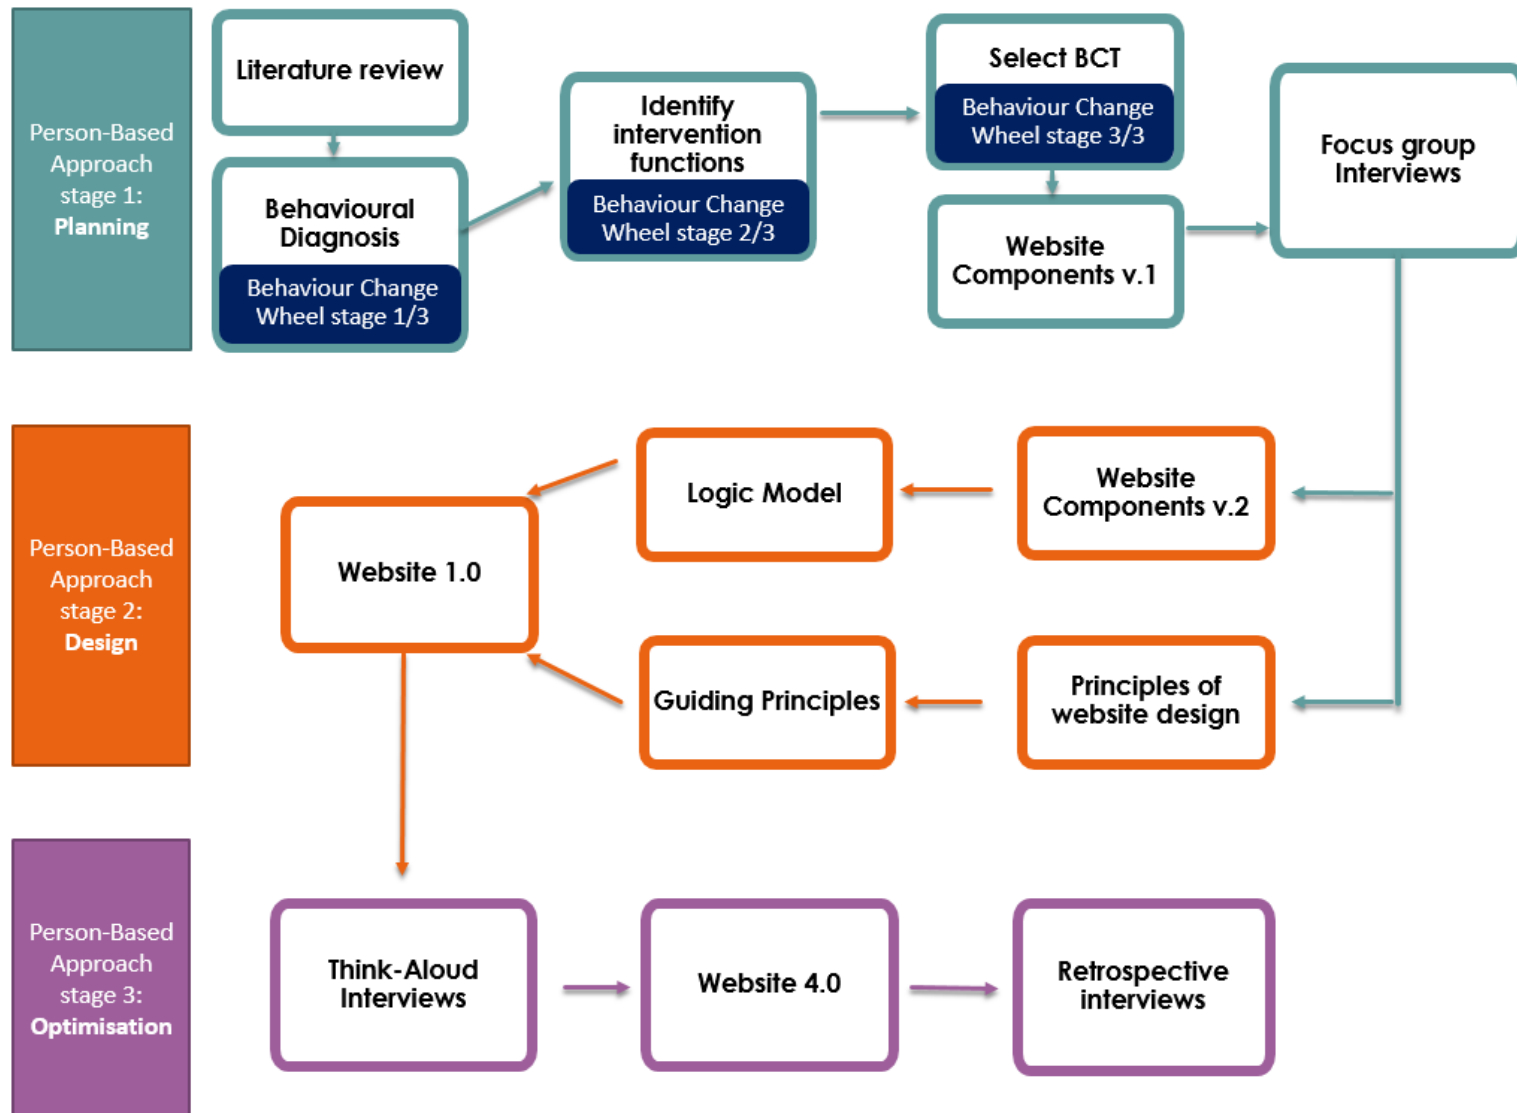 Person-Based
Approach
stage 1:
Planning
Literature review
Behavioural
Diagnosis
Behaviour Change
Wheel stage 1/3
Identify
intervention
functions
Behaviour Change
Wheel stage 2/3
Select BCT
Behaviour Change
Wheel stage 3/3
Website
Components v.1
Focus group
Interviews
Person-Based
Approach
stage 2:
Design
Website 1.0
Logic Model
Website
Components v.2
Guiding Principles
Principles of
website design
Person-Based
Approach
stage 3:
Optimisation
Think-Aloud
Interviews
Website 4.0
Retrospective
interviews